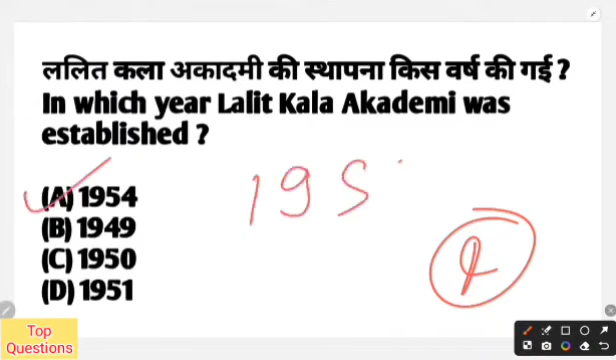 ललित कला अकादमी की स्थापना किस वर्ष की गई ?
In which year Lalit Kala Akademi was
established ?
(A) 1954
(B) 1949
(C) 1950
(D) 1951
195
Top
Questions